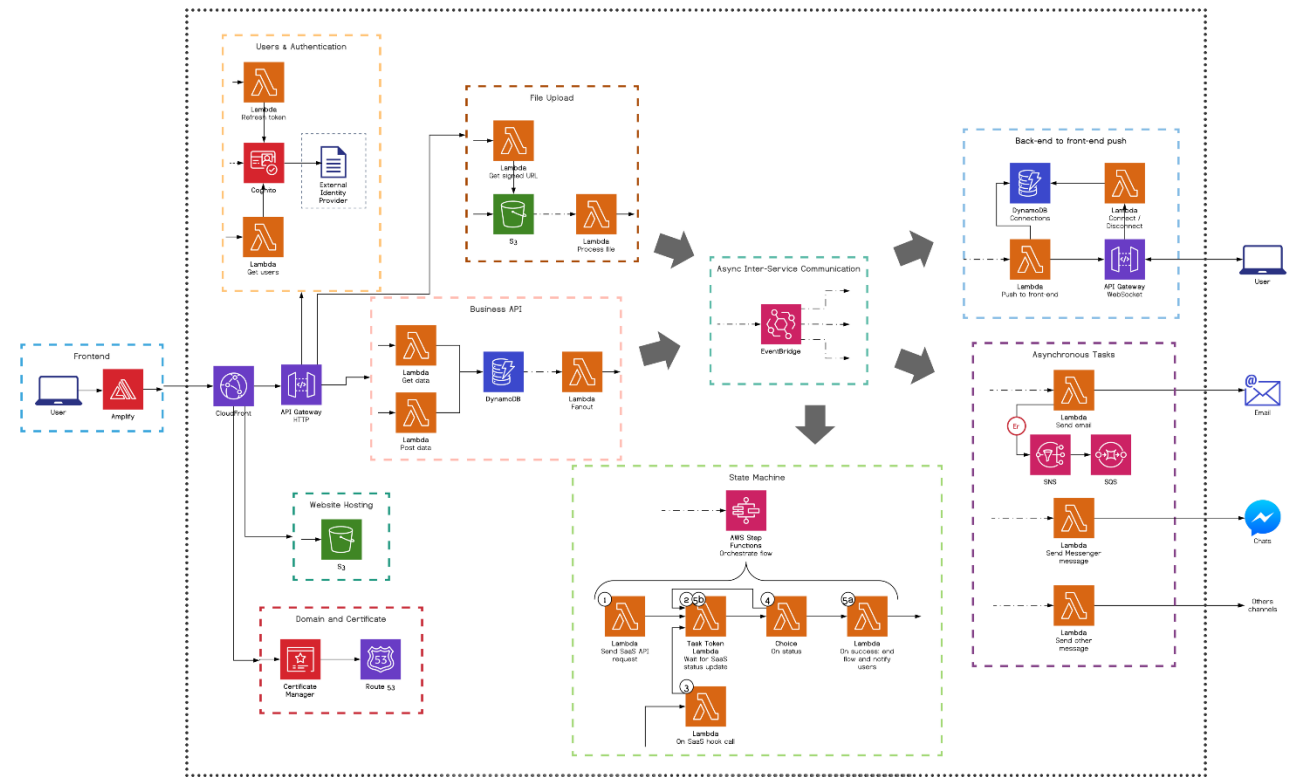 Users & Authentication
Lambda
Refresh token
Cognito
External
Identity
Provider
Lambda
Get users
File Upload
Lambda
Get signed URL
S3
Lambda
Process file
Back-end to front-end push
DynamoDB
Connections
Lambda
Connect /
Disconnect
Lambda
Push to front-end
API Gateway
WebSocket
User
Async Inter-Service Communication
EventBridge
Business API
Lambda
Get data
Lambda
Post data
DynamoDB
Lambda
Fanout
Frontend
User
Amplify
Cloudfront
API Gateway
HTTP
Asynchronous Tasks
Lambda
Send email
Er
SNS
SQS
@
Email
Lambda
Send Messenger
message
Chats
Lambda
Send other
message
Others
channels
Website Hosting
S3
Domain and Certificate
Certificate
Manager
53
Route 53
State Machine
AWS Step
Functions
Orchestrate flow
1
2
5b
4
5a
Lambda
Send SaaS API
request
Task Token
Lambda
Wait for SaaS
status update
Choice
On status
Lambda
On success: end
flow and notify
users
3
Lambda
On SaaS hook call